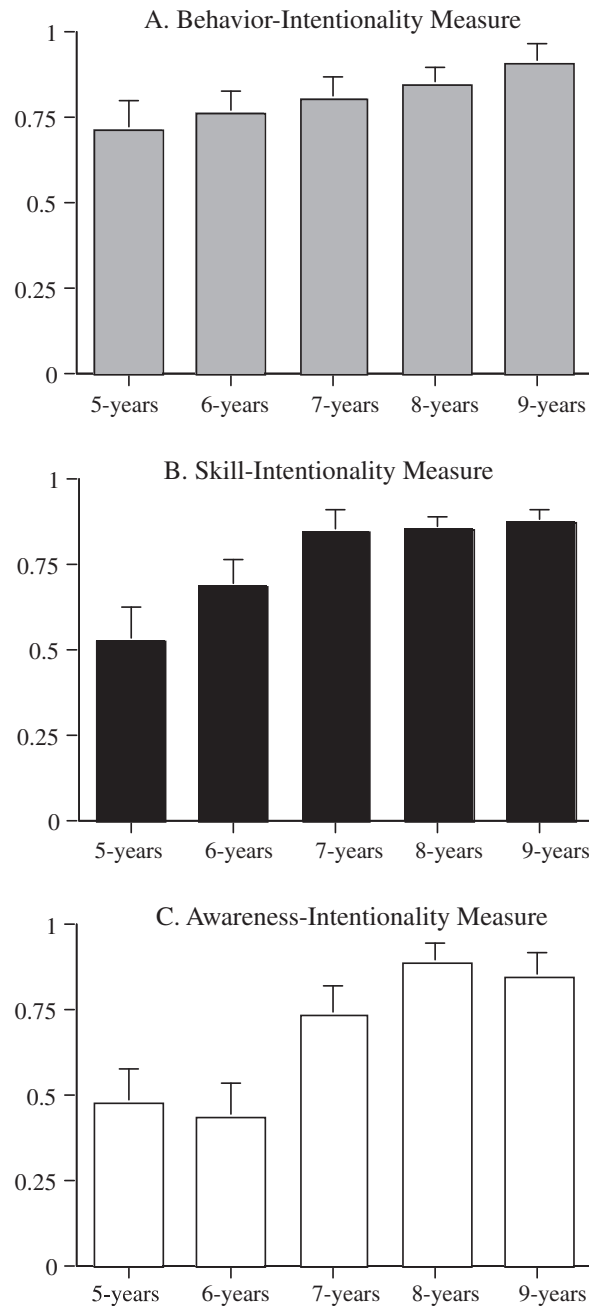 A. Behavior-Intentionality Measure
1
0.75
0.5
0.25
0
5-years 6-years 7-years 8-years 9-years
B. Skill-Intentionality Measure
1
0.75
0.5
0.25
0
5-years 6-years 7-years 8-years 9-years
C. Awareness-Intentionality Measure
1
0.75
0.5
0.25
0
5-years 6-years 7-years 8-years 9-years